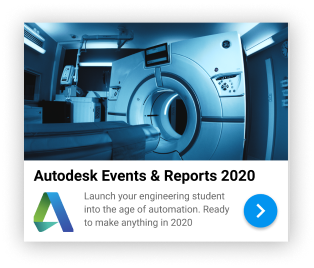 Autodesk Events & Reports 2020
Launch your engineering student
into the age of automation. Ready
to make anything in 2020